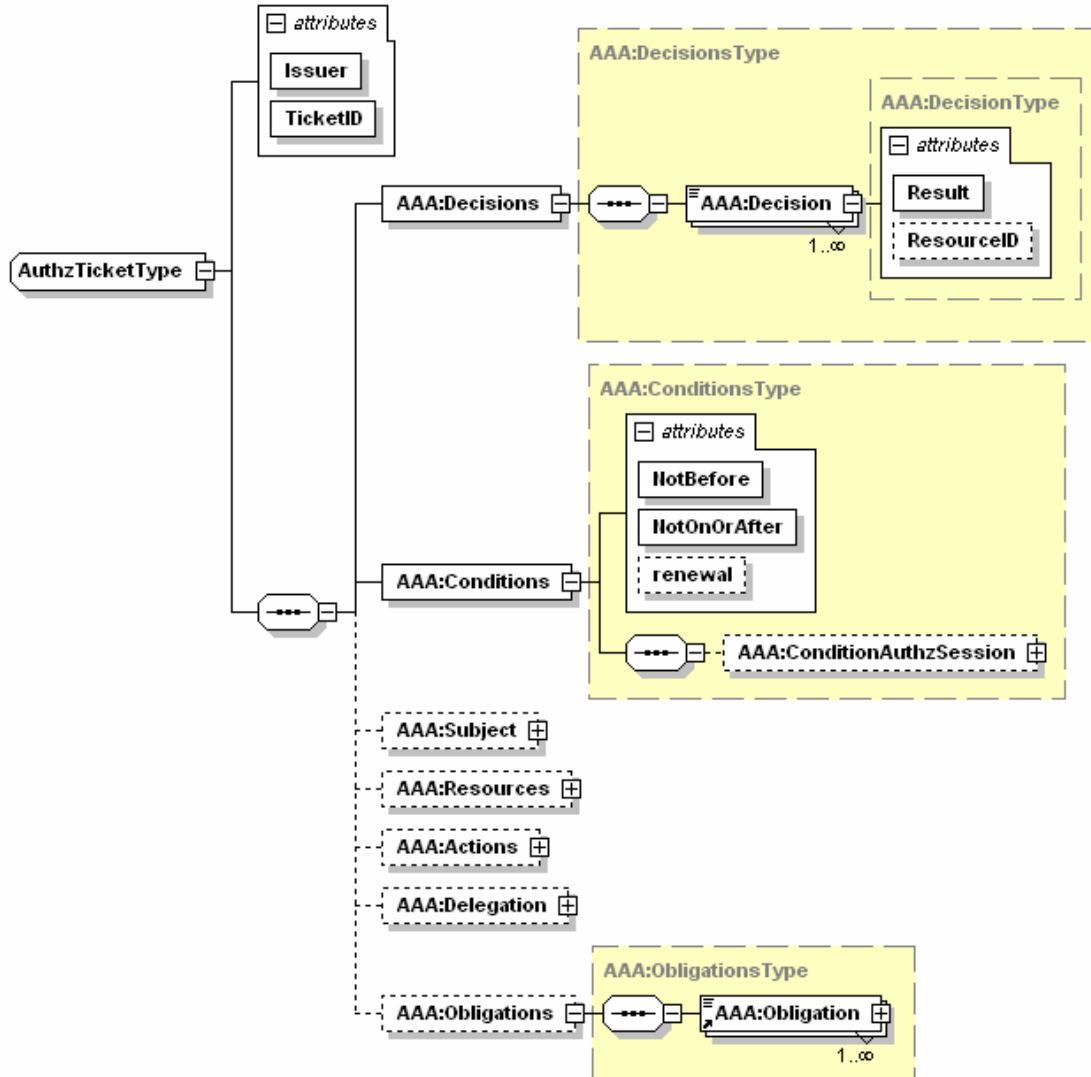 attributes
Issuer
TicketID
AuthzTicketType
AAA:DecisionsType
AAA:Decisions
AAA:Decision
1..∞
AAA:DecisionType
attributes
Result
ResourceID
AAA:ConditionsType
AAA:Conditions
attributes
NotBefore
NotOnOrAfter
renewal
AAA:ConditionAuthzSession
AAA:Subject
AAA:Resources
AAA:Actions
AAA:Delegation
AAA:ObligationsType
AAA:Obligations
AAA:Obligation
1..∞